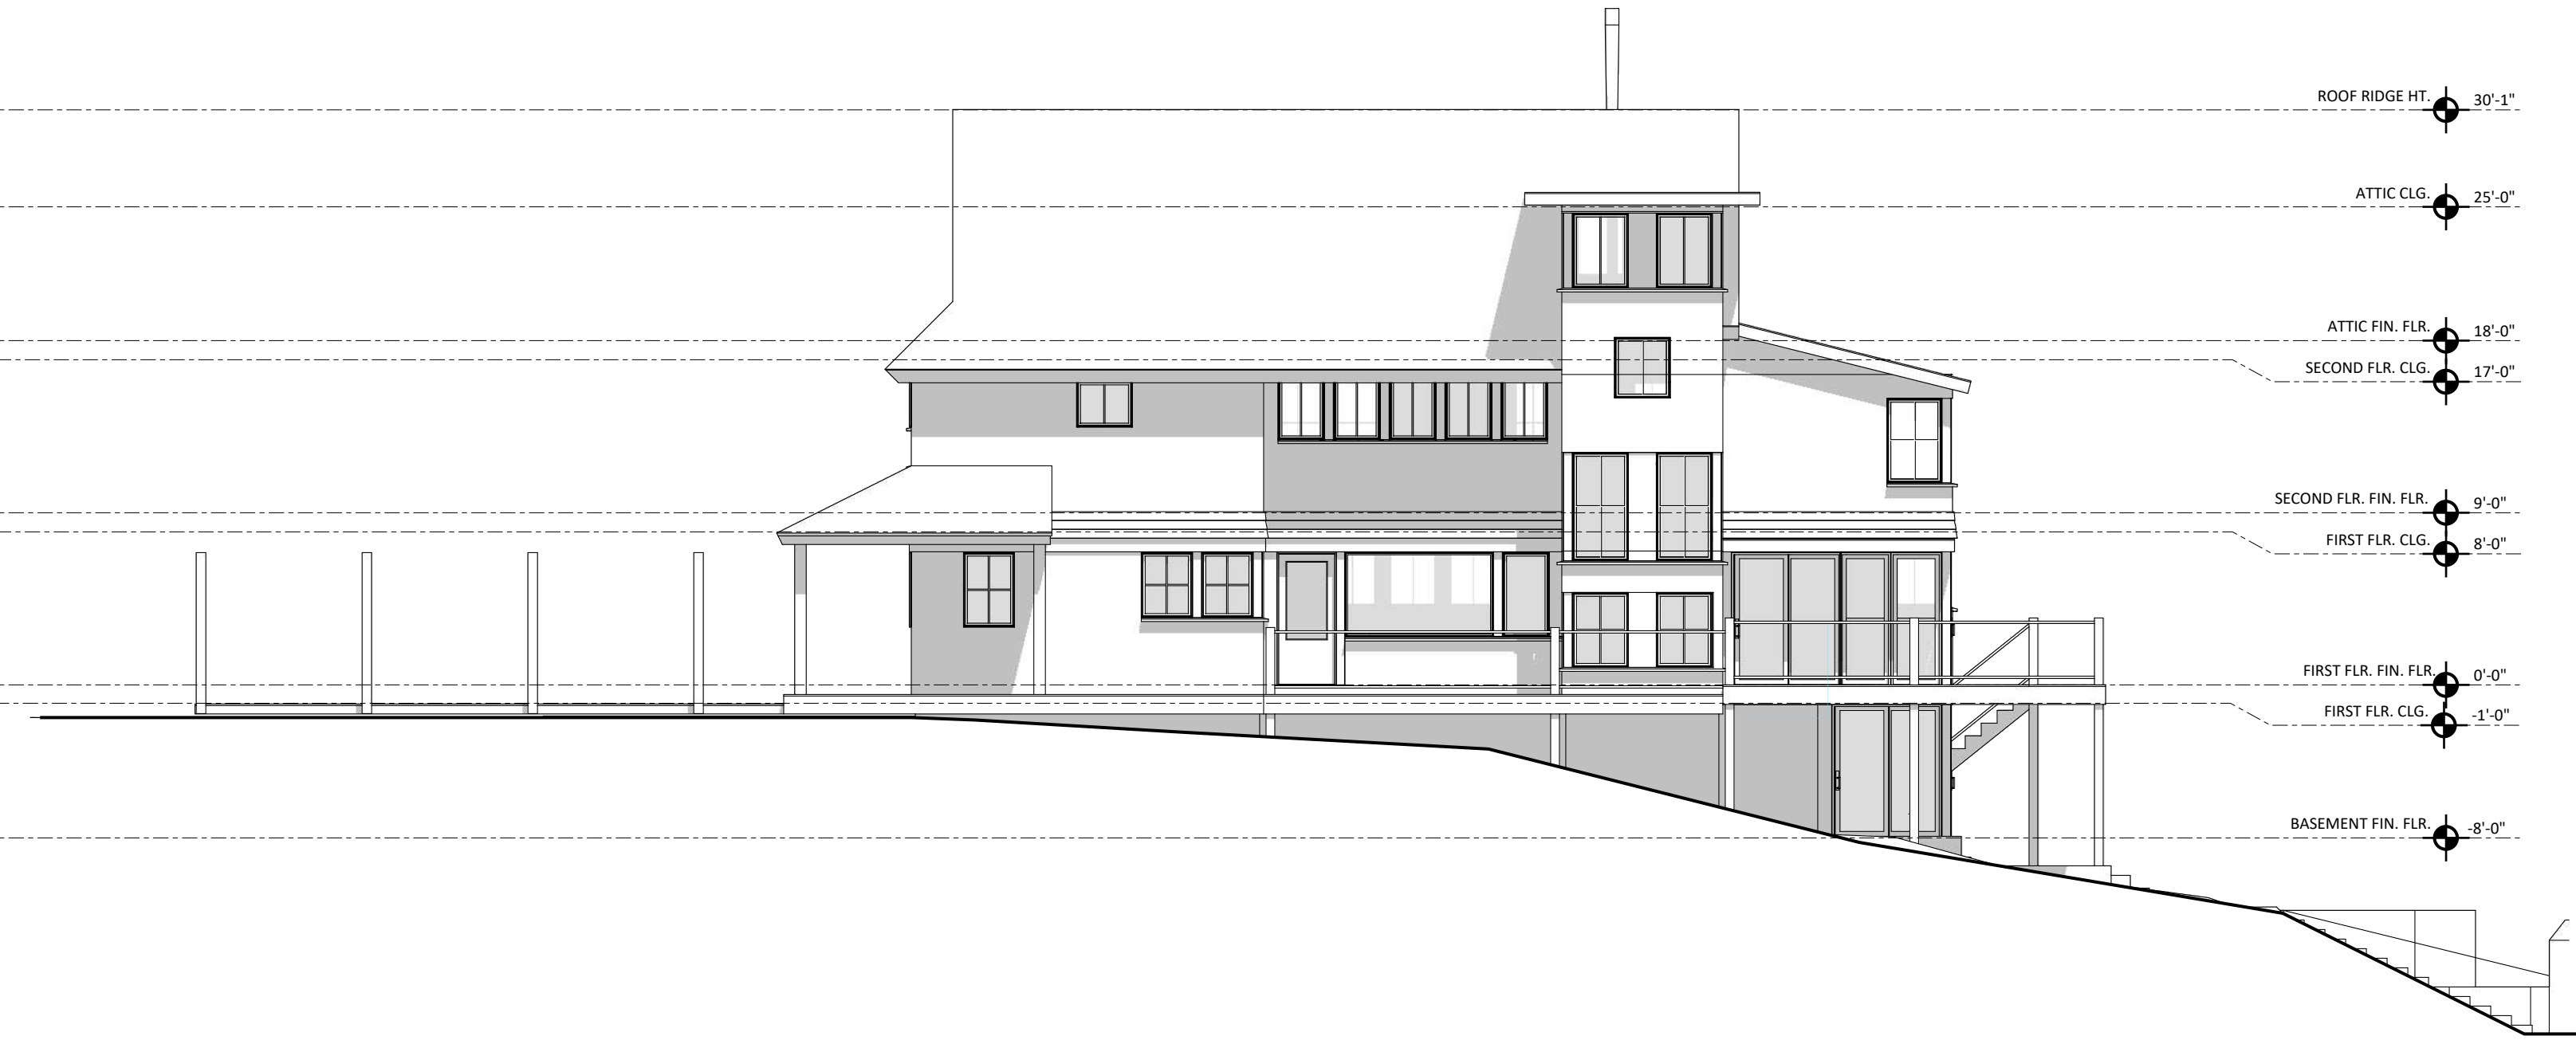 ROOF RIDGE HT. 30'-1"
ATTIC CLG. 25'-0"
ATTIC FIN. FLR. 18'-0"
SECOND FLR. CLG. 17'-0"
SECOND FLR. FIN. FLR. 9'-0"
FIRST FLR. CLG. 8'-0"
FIRST FLR. FIN. FLR. 0'-0"
FIRST FLR. CLG. -1'-0"
BASEMENT FIN. FLR. -8'-0"